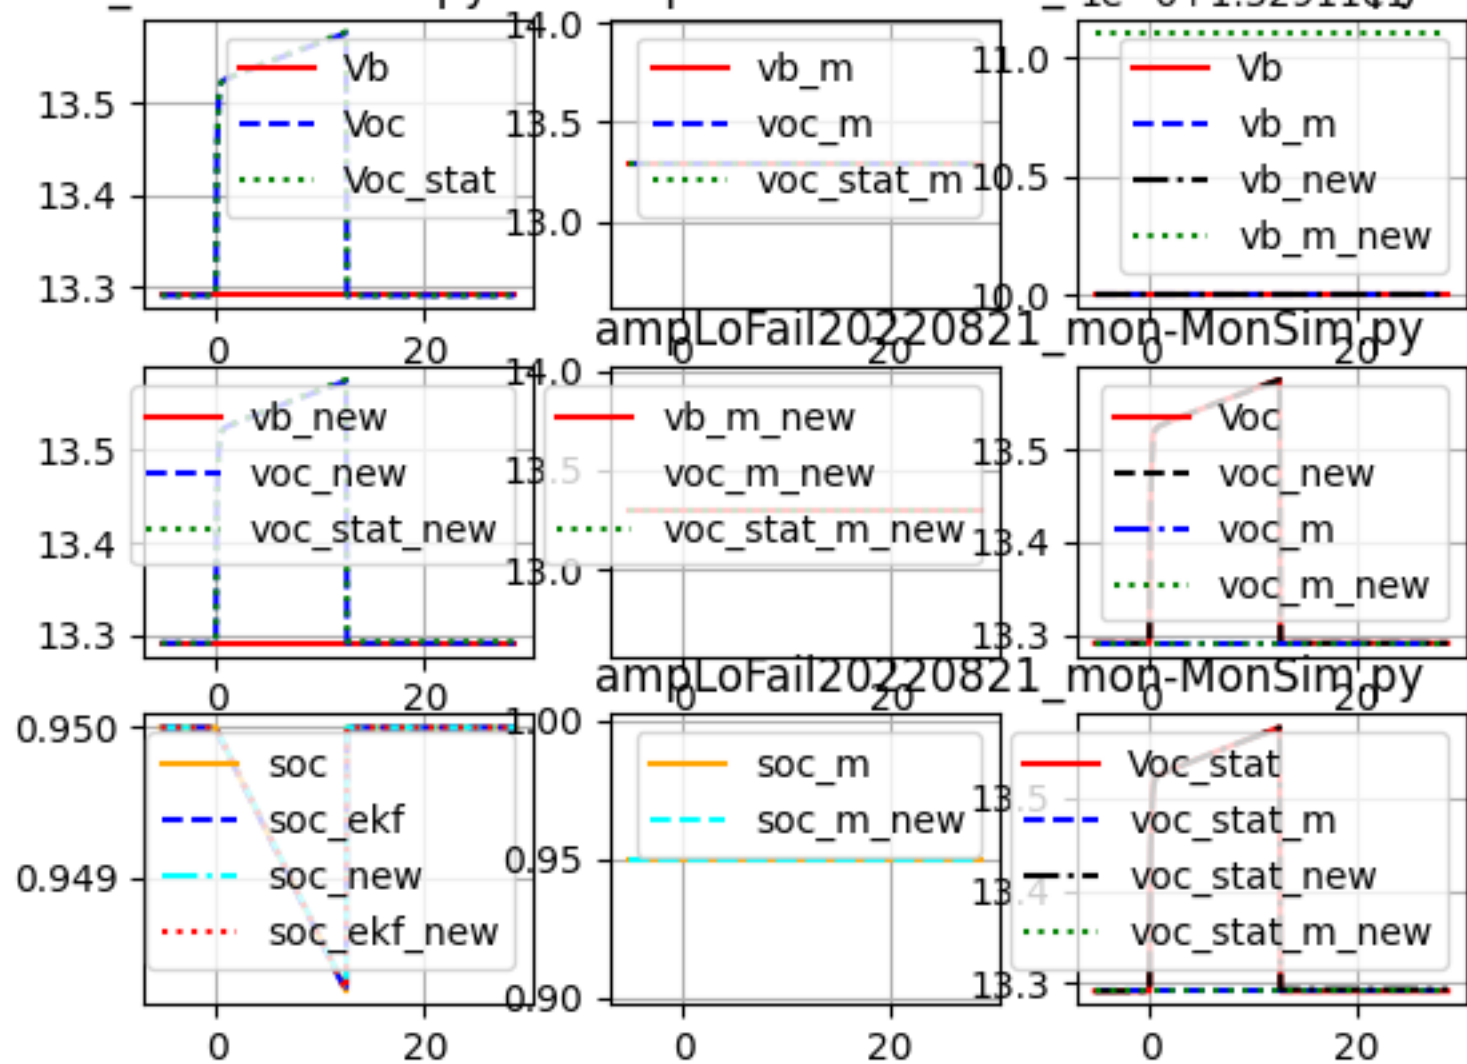 14.0
13.5
13.4
13.3
Vb
Voc
Voc_stat
0
20
13.5
13.0
vb_m
voc_m
voc_stat_m
11.0
10.5
10.0
Vb
vb_m
vb_new
vb_m_new
ampLoFail20220821_mon-MonSim.py
0
20
0
20
13.5
13.4
13.3
vb_new
voc_new
voc_stat_new
0
20
14.0
13.5
13.0
vb_m_new
voc_m_new
voc_stat_m_new
13.5
13.4
13.3
Voc
voc_new
voc_m
voc_m_new
ampLoFail20220821_mon-MonSim.py
0
20
0
20
0.950
0.949
soc
soc_ekf
soc_new
soc_ekf_new
0
20
1.00
0.95
0.90
soc_m
soc_m_new
0
20
13.5
13.4
13.3
Voc_stat
voc_stat_m
voc_stat_new
voc_stat_m_new
0
20